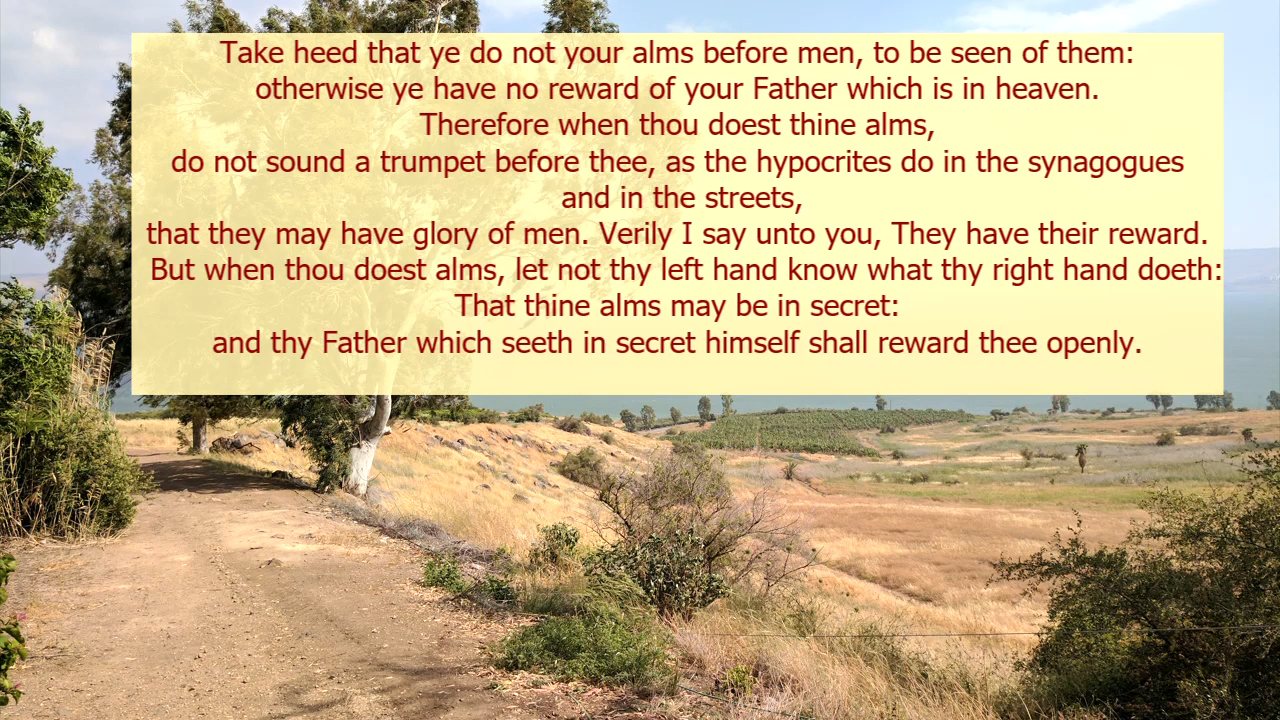 Take heed that ye do not your alms before men, to be seen of them:
otherwise ye have no reward of your Father which is in heaven.
Therefore when thou doest thine alms,
do not sound a trumpet before thee, as the hypocrites do in the synagogues
and in the streets,
that they may have glory of men. Verily I say unto you, They have their reward.
But when thou doest alms, let not thy left hand know what thy right hand doeth:
That thine alms may be in secret:
and thy Father which seeth in secret himself shall reward thee openly.